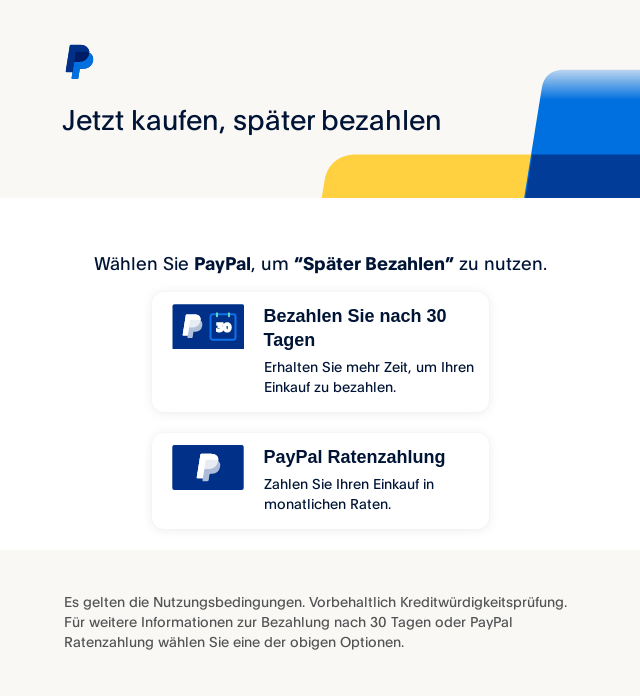 Jetzt kaufen, später bezahlen
Wählen Sie PayPal, um “Später Bezahlen” zu nutzen.
30
Bezahlen Sie nach 30
Tagen
Erhalten Sie mehr Zeit, um Ihren
Einkauf zu bezahlen.
PayPal Ratenzahlung
Zahlen Sie Ihren Einkauf in
monatlichen Raten.
Es gelten die Nutzungsbedingungen. Vorbehaltlich Kreditwürdigkeitsprüfung.
Für weitere Informationen zur Bezahlung nach 30 Tagen oder PayPal
Ratenzahlung wählen Sie eine der obigen Optionen.